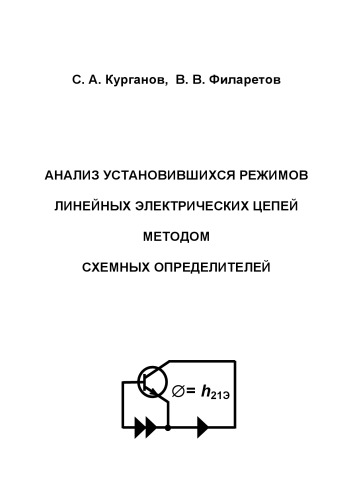 С. А. Курганов, В. В. Филаретов
АНАЛИЗ УСТАНОВИВШИХСЯ РЕЖИМОВ
ЛИНЕЙНЫХ ЭЛЕКТРИЧЕСКИХ ЦЕПЕЙ
МЕТОДОМ
СХЕМНЫХ ОПРЕДЕЛИТЕЛЕЙ
∅= h21Э